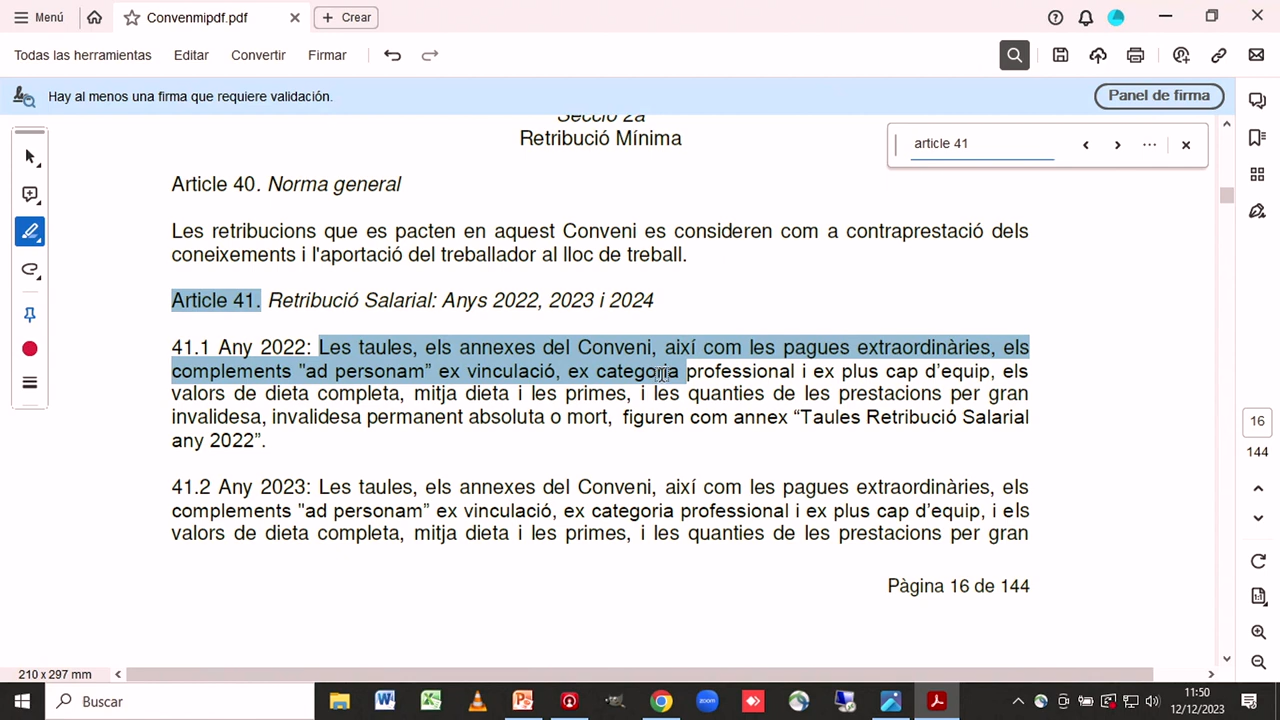 Menú
Convenmipdf.pdf
Crear
Todas las herramientas
Editar
Convertir
Firmar
Hay al menos una firma que requiere validación.
Panel de firma
Secció 2a
Retribució Mínima
article 41
Article 40. Norma general
Les retribucions que es pacten en aquest Conveni es consideren com a contraprestació dels
coneixements i l'aportació del treballador al lloc de treball.
Article 41. Retribució Salarial: Anys 2022, 2023 i 2024
41.1 Any 2022: Les taules, els annexes del Conveni, així com les pagues extraordinàries, els
complements "ad personam” ex vinculació, ex categoria professional i ex plus cap d’equip, els
valors de dieta completa, mitja dieta i les primes, i les quanties de les prestacions per gran
invalidesa, invalidesa permanent absoluta o mort, figuren com annex “Taules Retribució Salarial
any 2022”.
41.2 Any 2023: Les taules, els annexes del Conveni, així com les pagues extraordinàries, els
complements "ad personam” ex vinculació, ex categoria professional i ex plus cap d’equip, i els
valors de dieta completa, mitja dieta i les primes, i les quanties de les prestacions per gran
Pàgina 16 de 144
16
144
210 x 297 mm
Buscar
zoom
11:50
12/12/2023